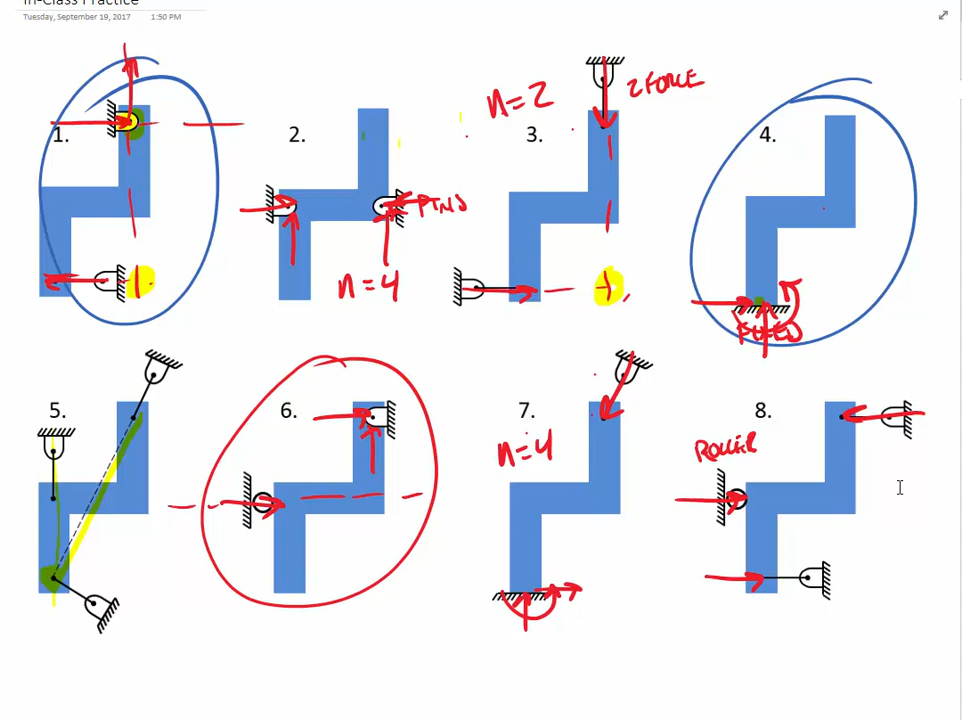 In-Class Practice
Tuesday, September 19, 2017 1:50 PM
1.
2.
PINS
n=4
3.
n=2
2 FORCE
4.
FIXED
5.
6.
7.
n=4
8.
ROLLER